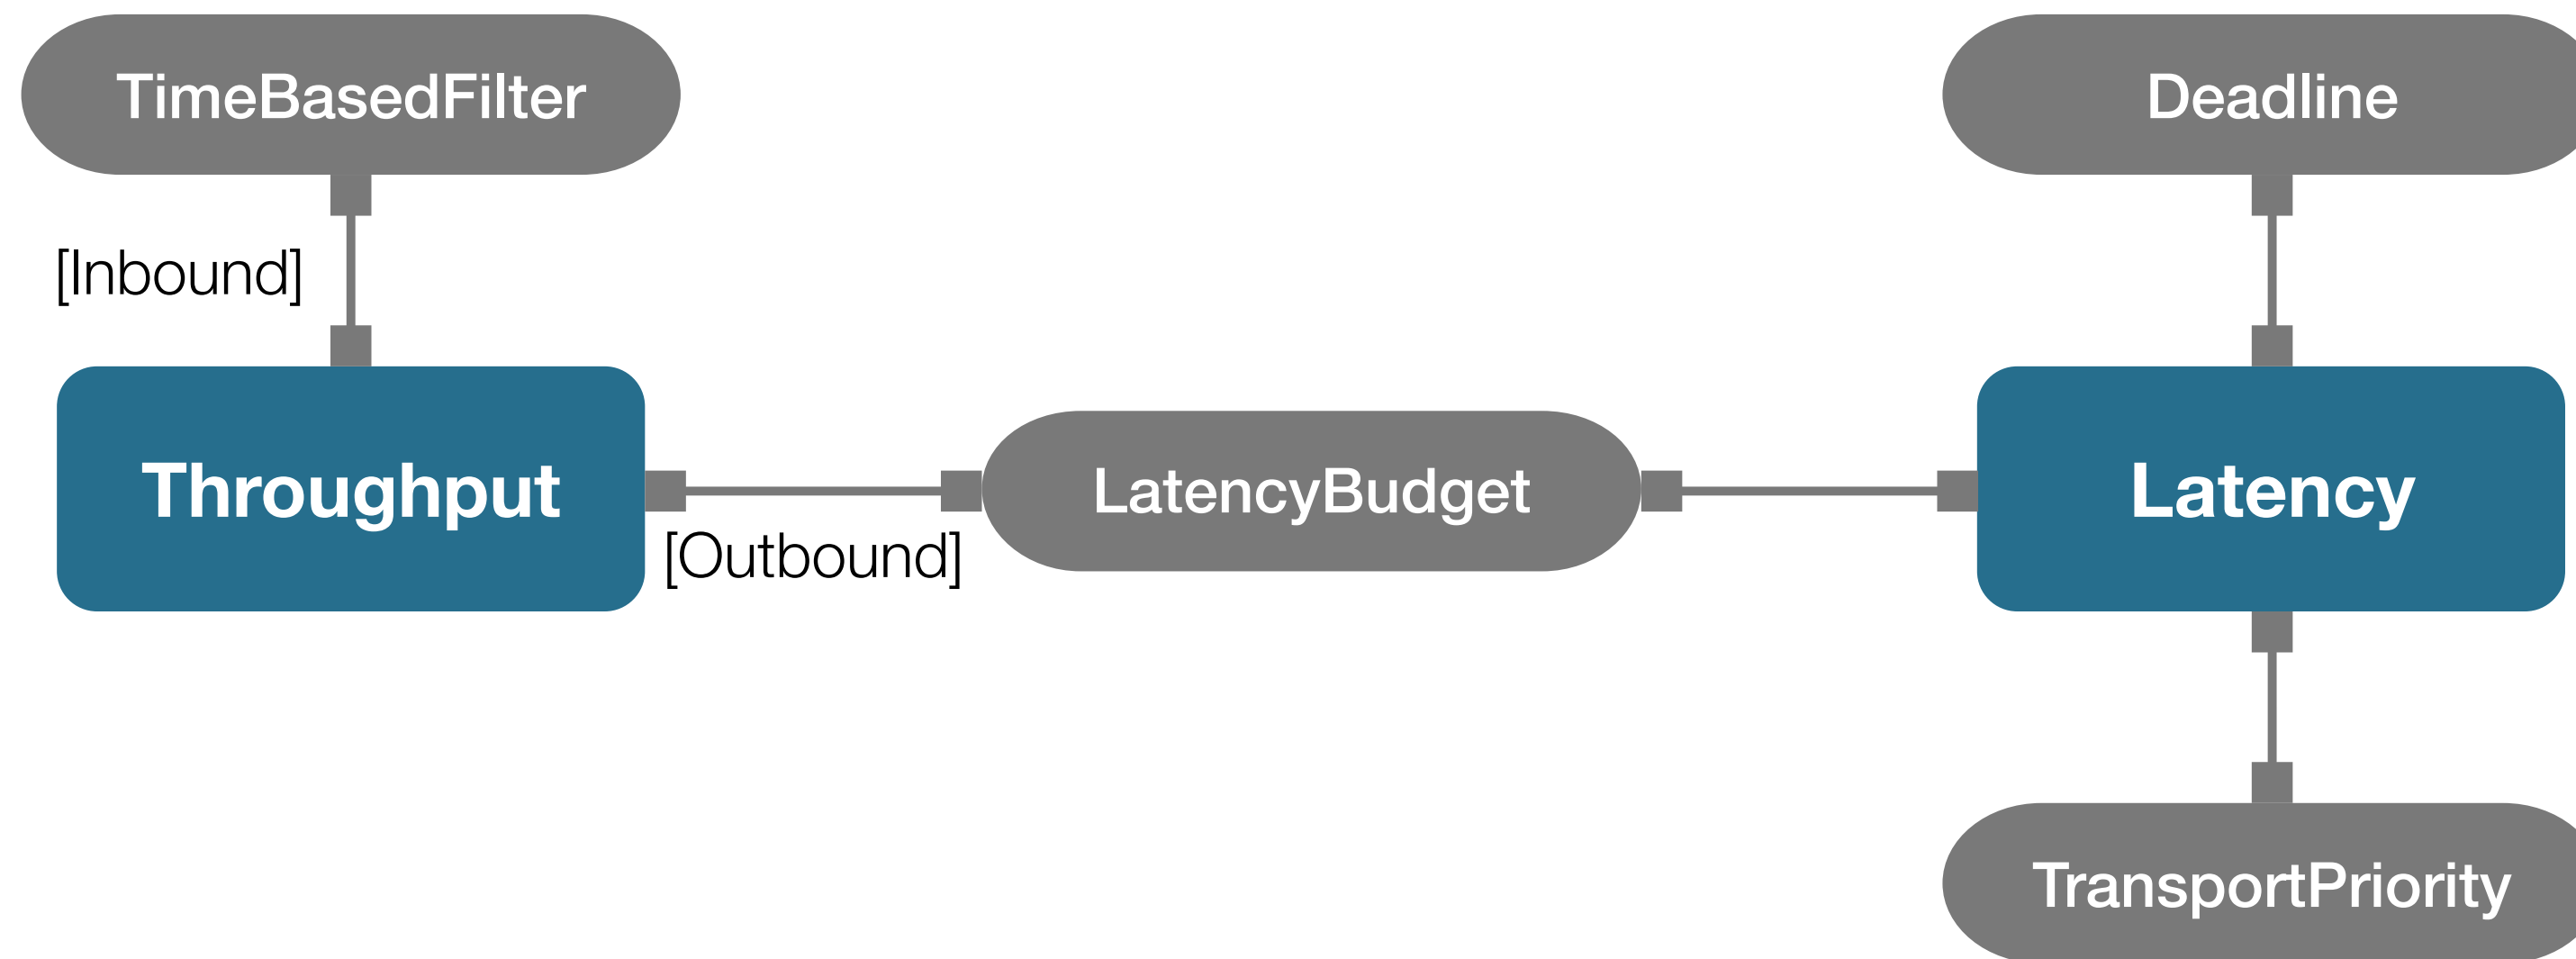 TimeBasedFilter
Deadline
[Inbound]
Throughput
LatencyBudget
Latency
[Outbound]
TransportPriority